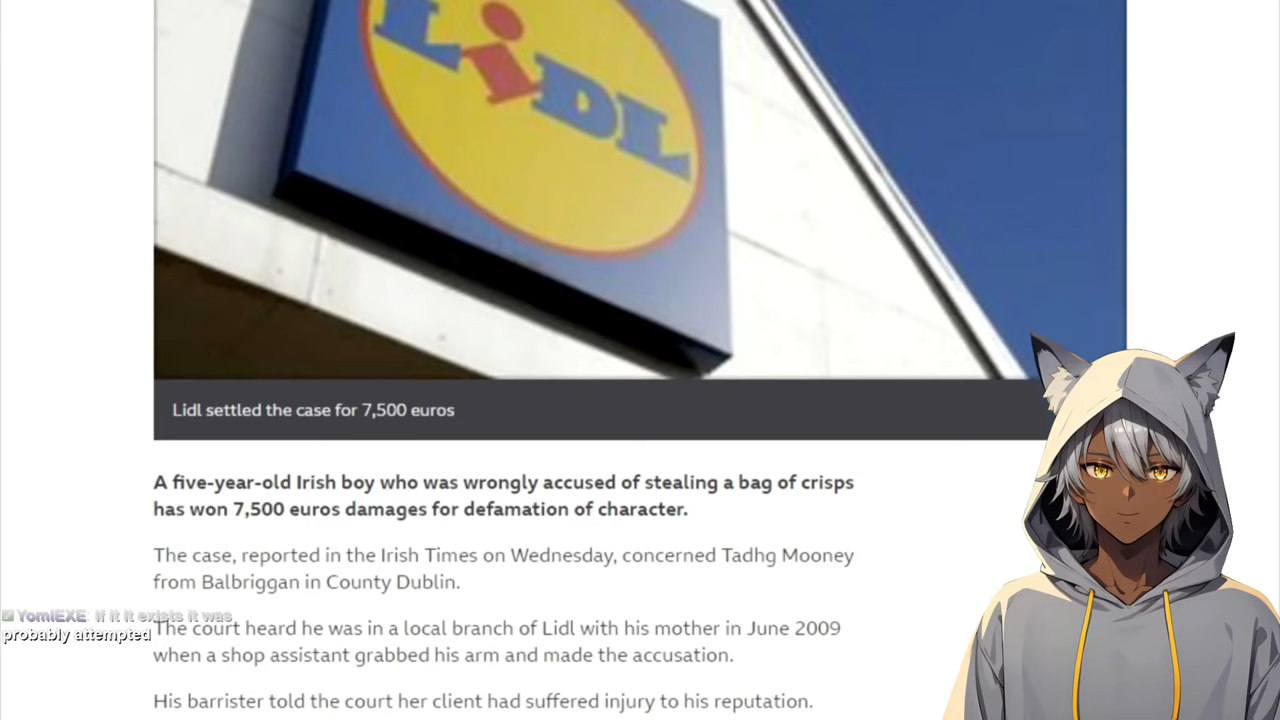 LiDL
Lidl settled the case for 7,500 euros
A five-year-old Irish boy who was wrongly accused of stealing a bag of crisps
has won 7,500 euros damages for defamation of character.
The case, reported in the Irish Times on Wednesday, concerned Tadhg Mooney
from Balbriggan in County Dublin.
YomiEXE: If it it exists it was
probably attempted
The court heard he was in a local branch of Lidl with his mother in June 2009
when a shop assistant grabbed his arm and made the accusation.
His barrister told the court her client had suffered injury to his reputation.